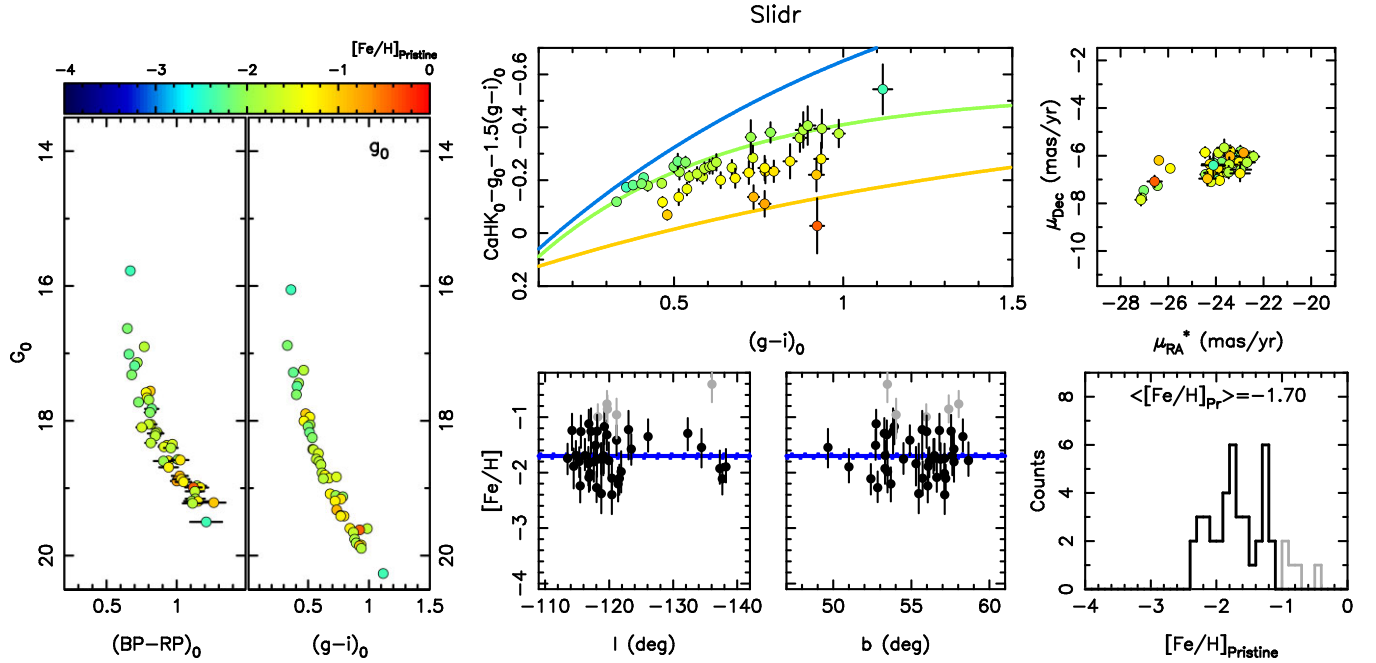 Slidr
[Fe/H]Pristine
−4 −3 −2 −1 0
g₀
14 16 18 20
G₀
14 16 18 20
0.5 1
(BP−RP)₀
0.5 1 1.5
(g−i)₀
−0.6 −0.4 −0.2 0 0.2
CaHK₀−g₀−1.5(g−i)₀
0.5 1 1.5
(g−i)₀
−2 −4 −6 −8 −10
μDec (mas/yr)
−28 −26 −24 −22 −20
μRA* (mas/yr)
−1 −2 −3 −4
[Fe/H]
−110 −120 −130 −140
l (deg)
50 55 60
b (deg)
<[Fe/H]Pr>=−1.70
0 2 4 6 8
Counts
−4 −3 −2 −1 0
[Fe/H]Pristine